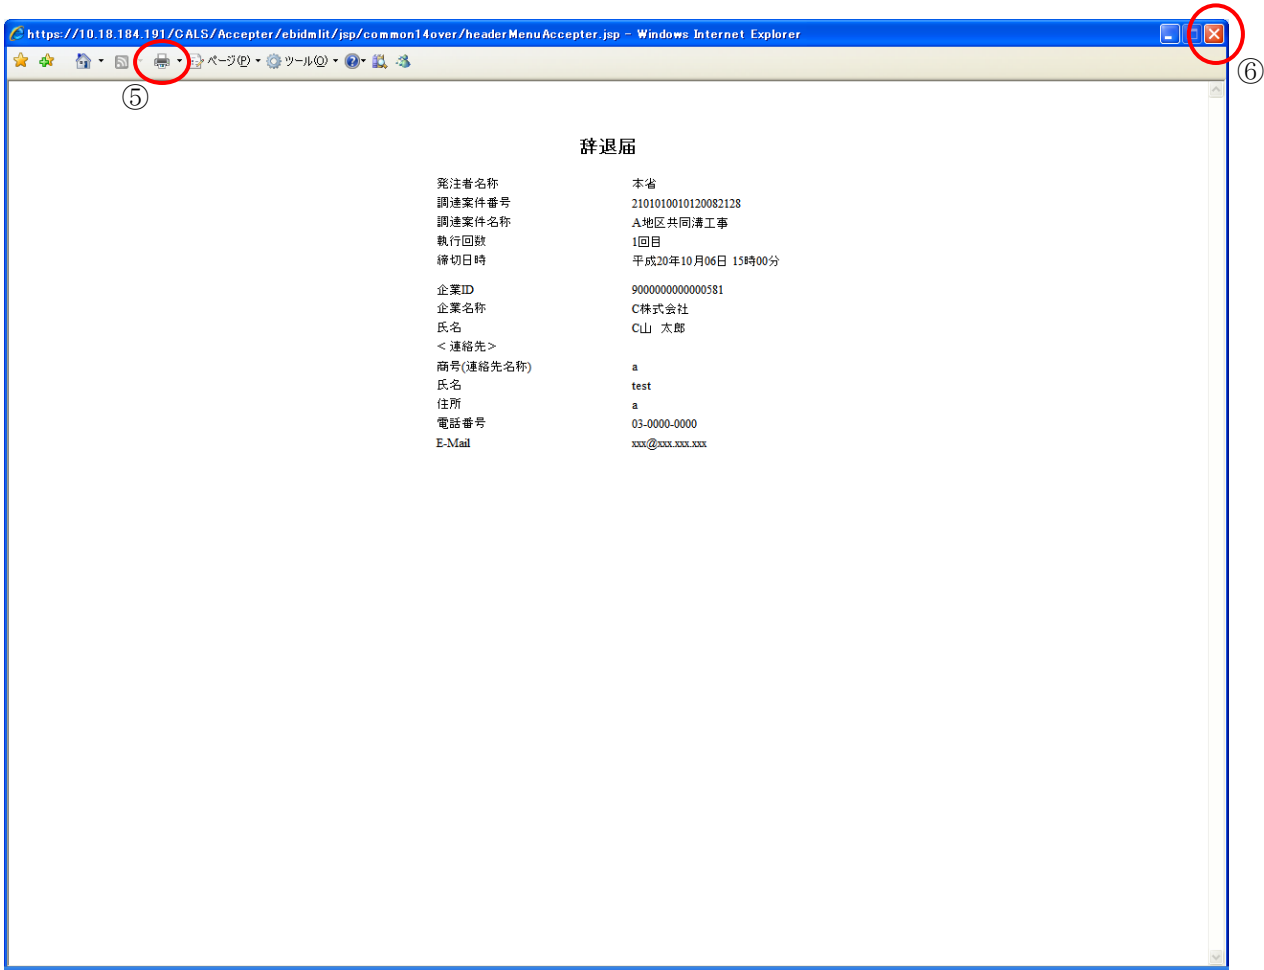 https://10.18.184.191/CALS/Accepter/ebidmlit/jsp/common14over/headerMenuAccepter.jsp - Windows Internet Explorer
ページ(P) ツール(O)
⑤
⑥
辞退届
発注者名称 本省
調達案件番号 2101010010120082128
調達案件名称 A地区共同溝工事
執行回数 1回目
締切日時 平成20年10月06日 15時00分
企業ID 9000000000000581
企業名称 C株式会社
氏名 C山 太郎
<連絡先>
商号(連絡先名称) a
氏名 test
住所 a
電話番号 03-0000-0000
E-Mail xxx@xxx.xxx.xxx